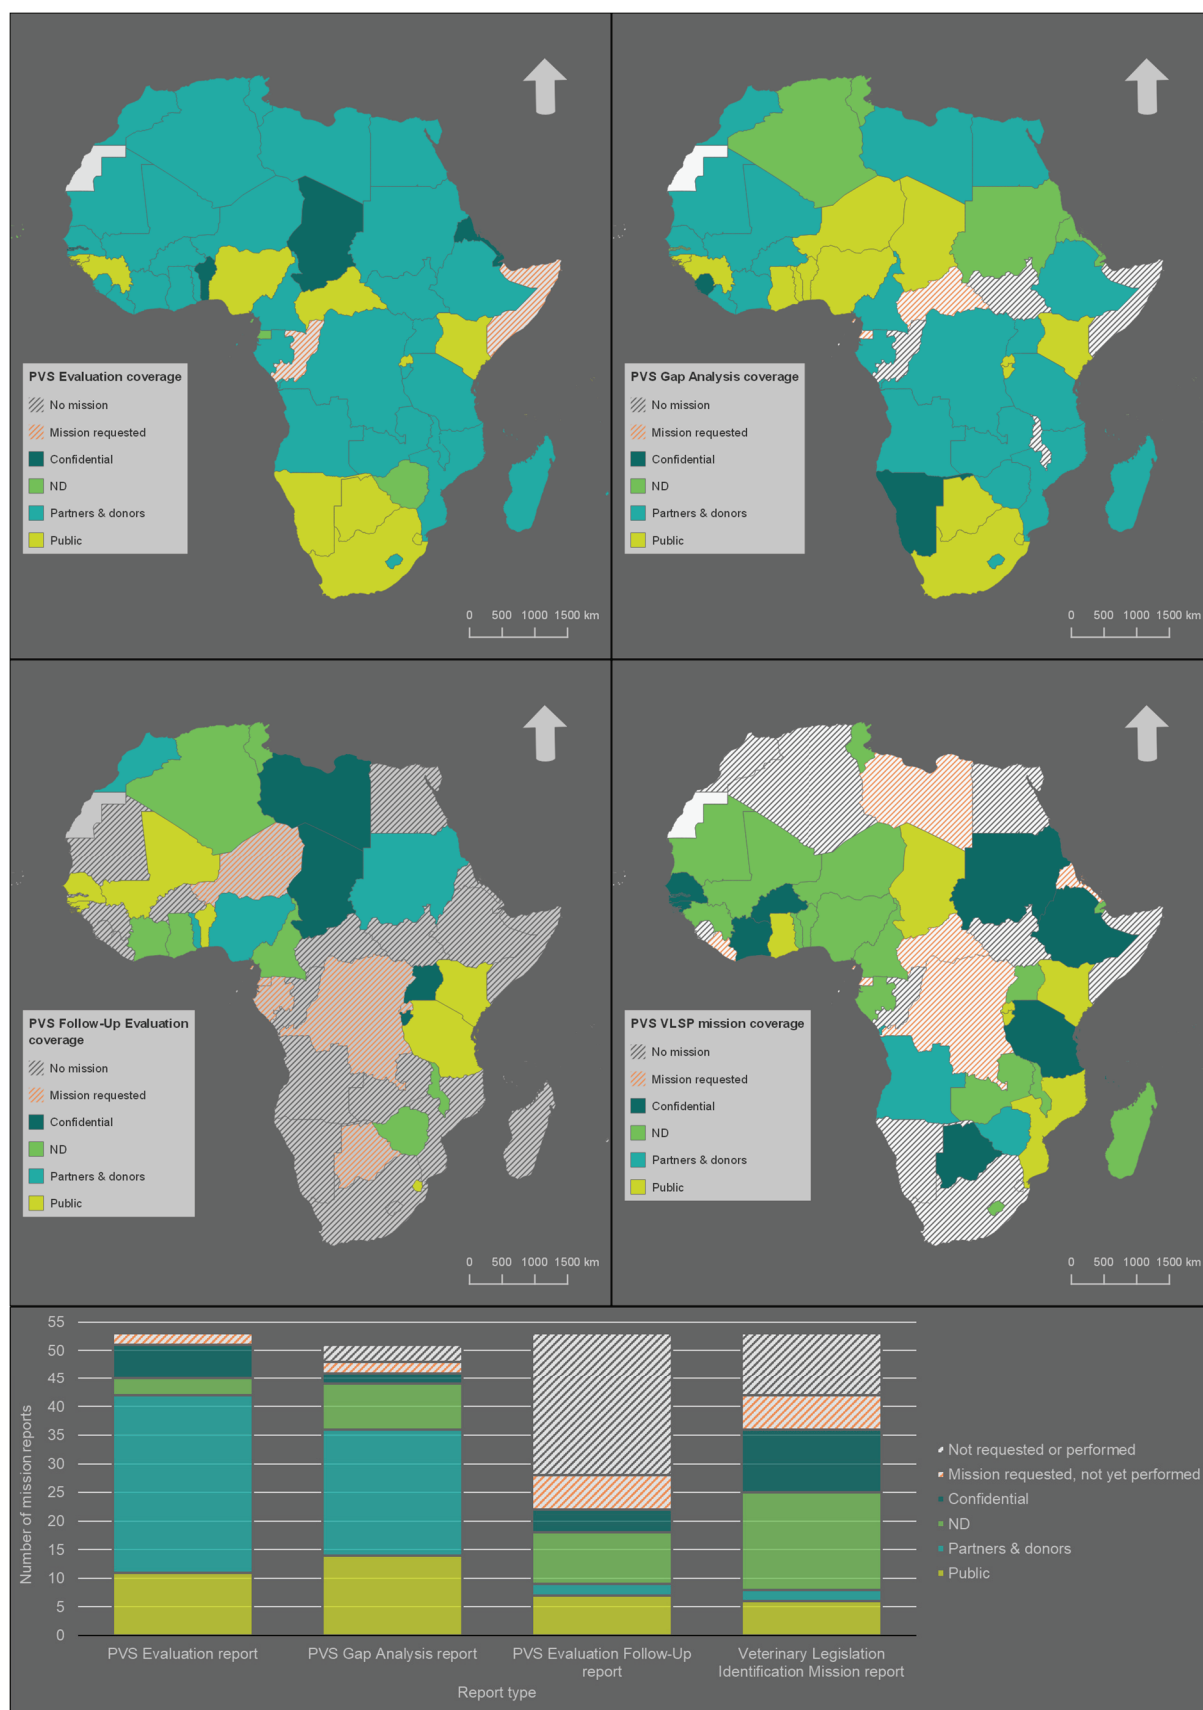 PVS Evaluation coverage
No mission
Mission requested
Confidential
ND
Partners & donors
Public
0 500 1000 1500 km
PVS Gap Analysis coverage
No mission
Mission requested
Confidential
ND
Partners & donors
Public
0 500 1000 1500 km
PVS Follow-Up Evaluation
coverage
No mission
Mission requested
Confidential
ND
Partners & donors
Public
0 500 1000 1500 km
PVS VLSP mission coverage
No mission
Mission requested
Confidential
ND
Partners & donors
Public
0 500 1000 1500 km
Number of mission reports
55
50
45
40
35
30
25
20
15
10
5
0
PVS Evaluation report
PVS Gap Analysis report
PVS Evaluation Follow-Up
report
Veterinary Legislation
Identification Mission report
Report type
Not requested or performed
Mission requested, not yet performed
Confidential
ND
Partners & donors
Public